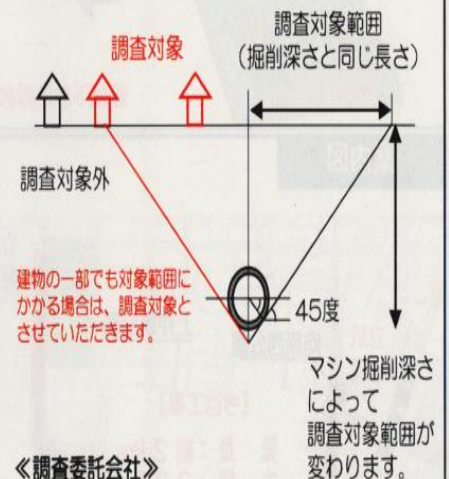 調査対象範囲
(掘削深さと同じ長さ)
調査対象
調査対象外
建物の一部でも対象範囲に
かかる場合は、調査対象と
させていただきます。
45度
マシン掘削深さ
によって
調査対象範囲が
変わります。
≪調査委託会社≫